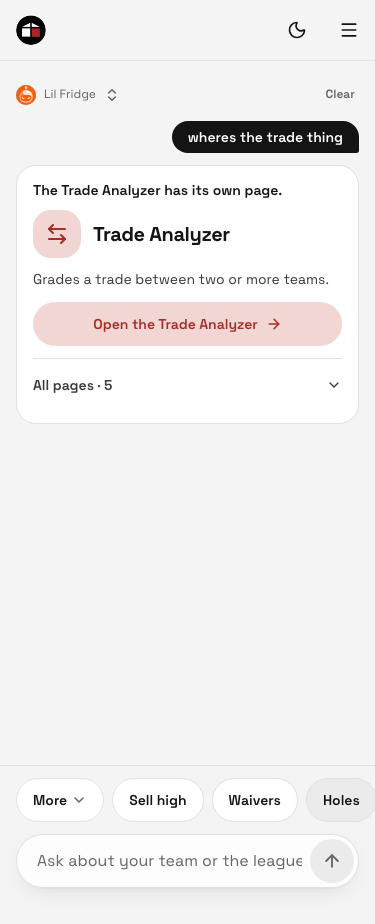 Lil Fridge
Clear
wheres the trade thing
The Trade Analyzer has its own page.
Trade Analyzer
Grades a trade between two or more teams.
Open the Trade Analyzer
All pages · 5
More
Sell high
Waivers
Holes
Ask about your team or the league